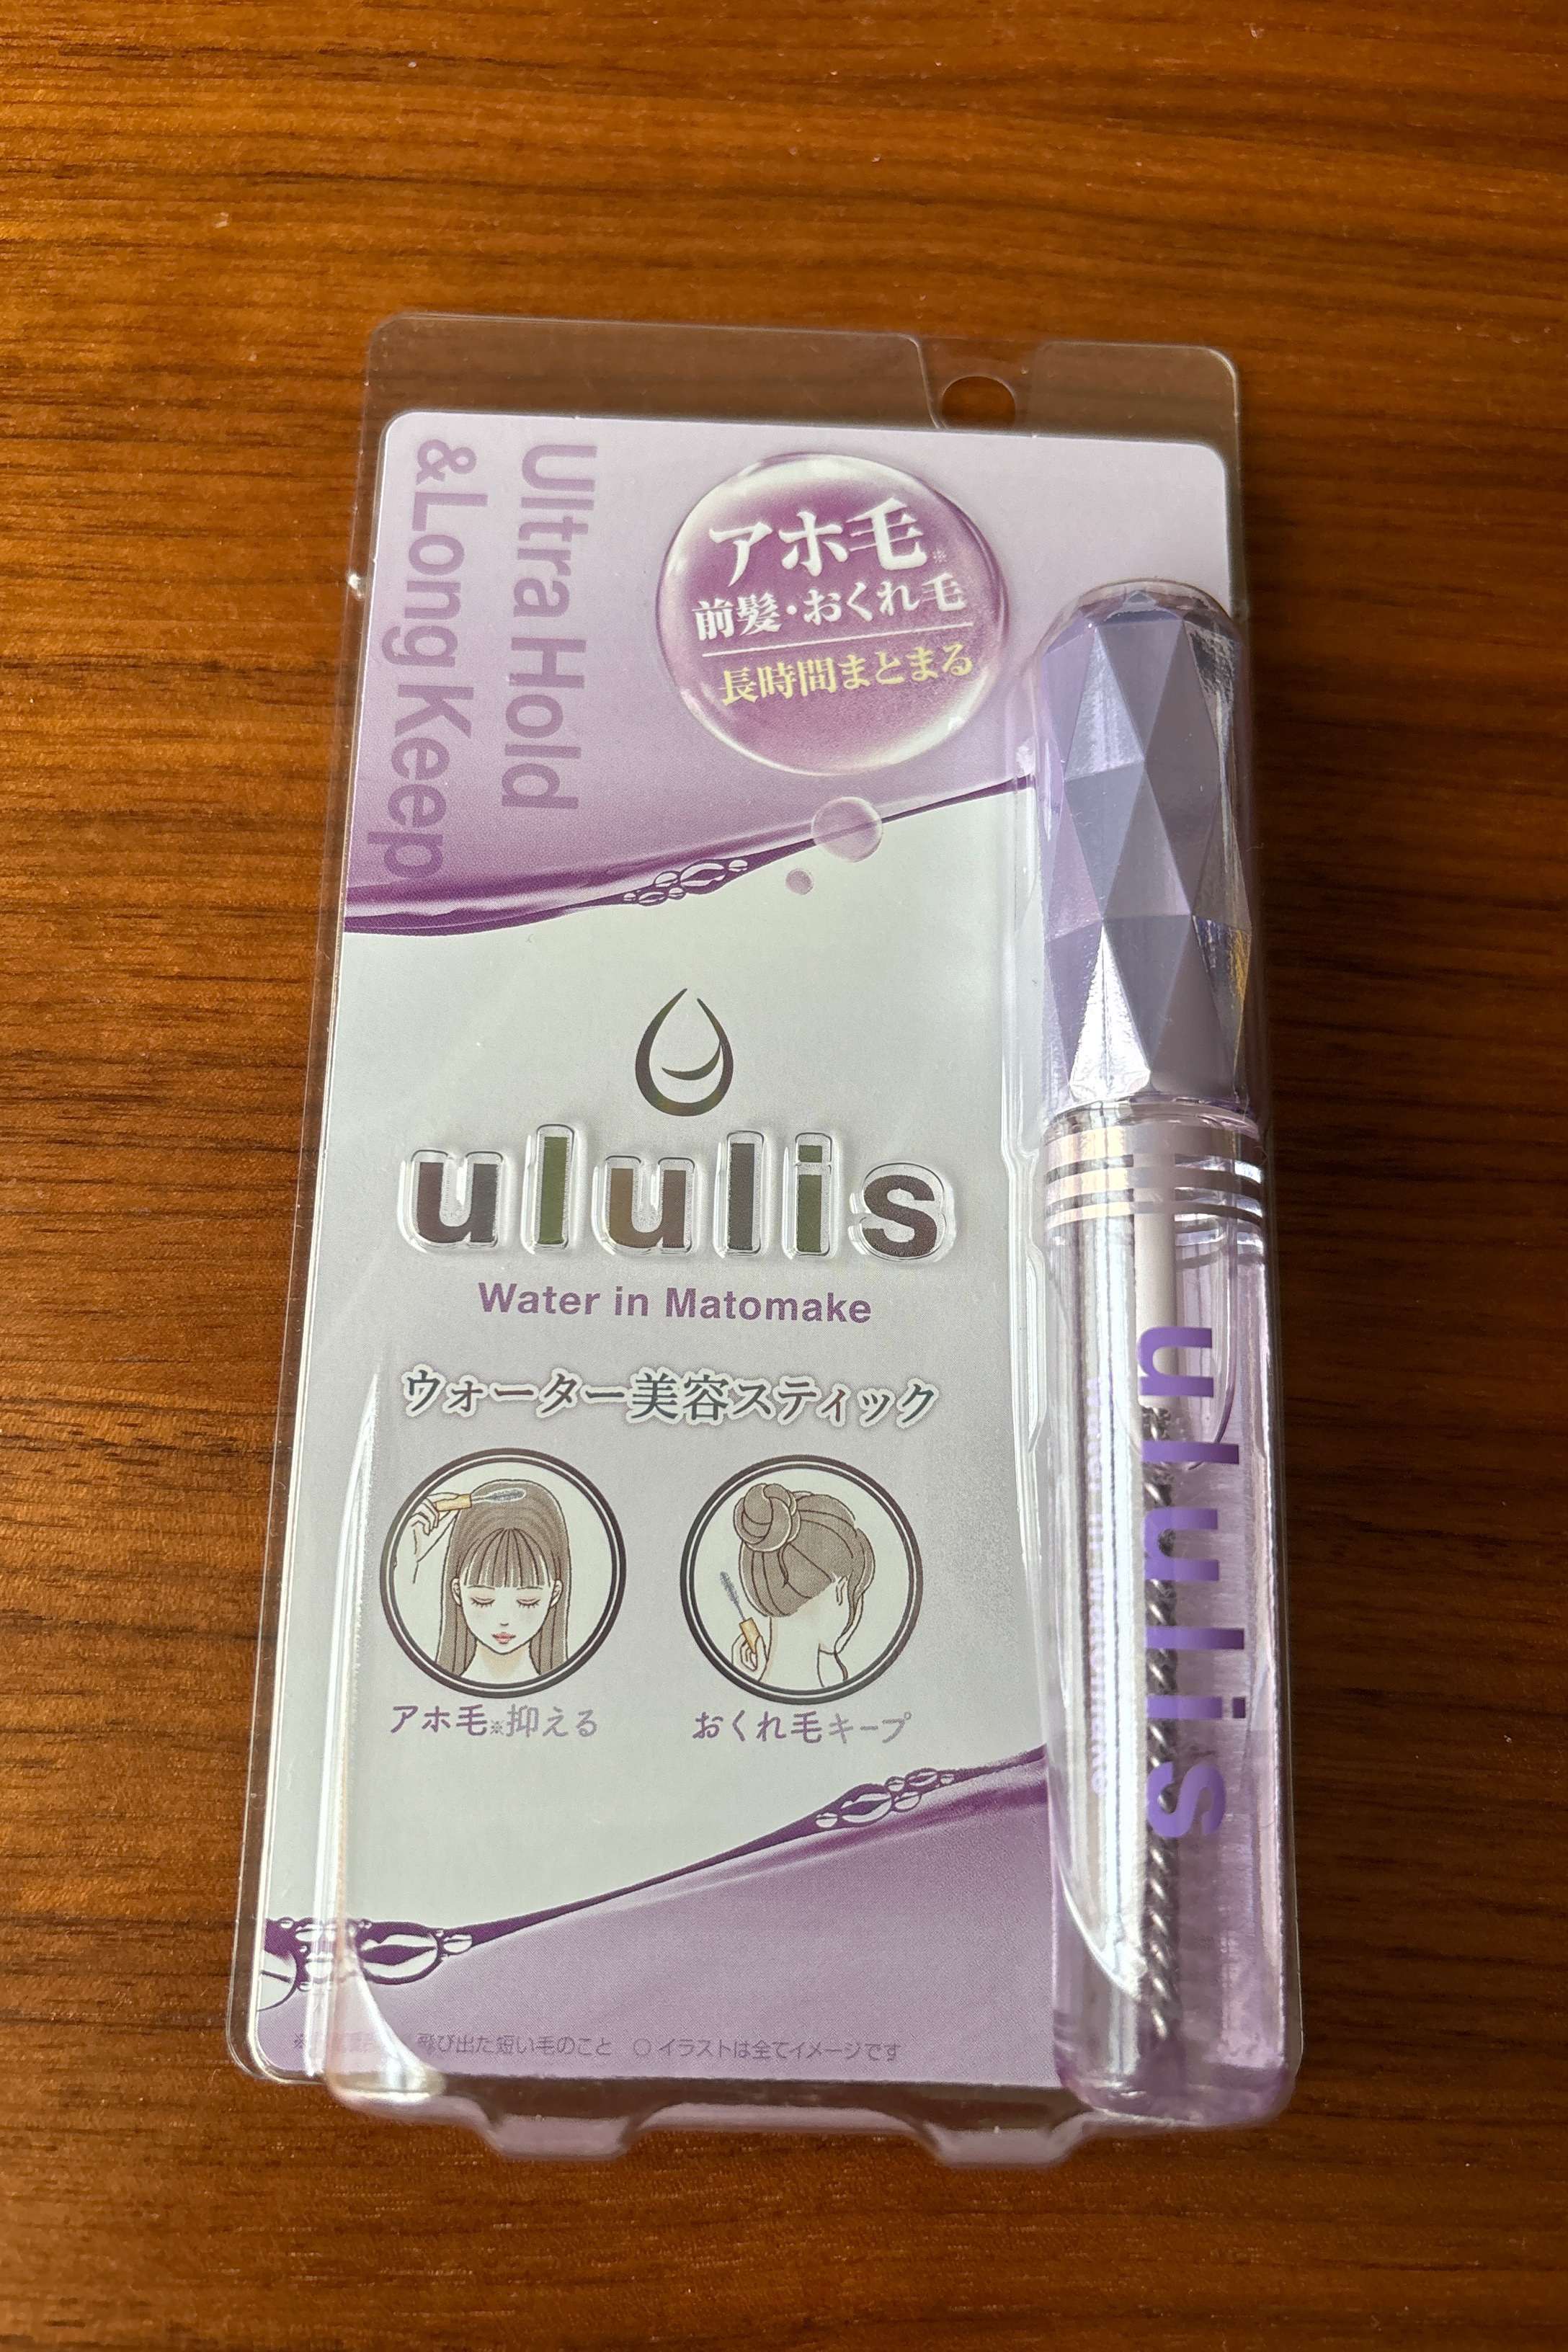 Ultra Hold
&Long Keep
アホ毛※
前髪・おくれ毛
長時間まとまる
ululis
Water in Matomake
ウォーター美容スティック
アホ毛※抑える
おくれ毛キープ
ululis
飛び出た短い毛のこと ○イラストは全てイメージです